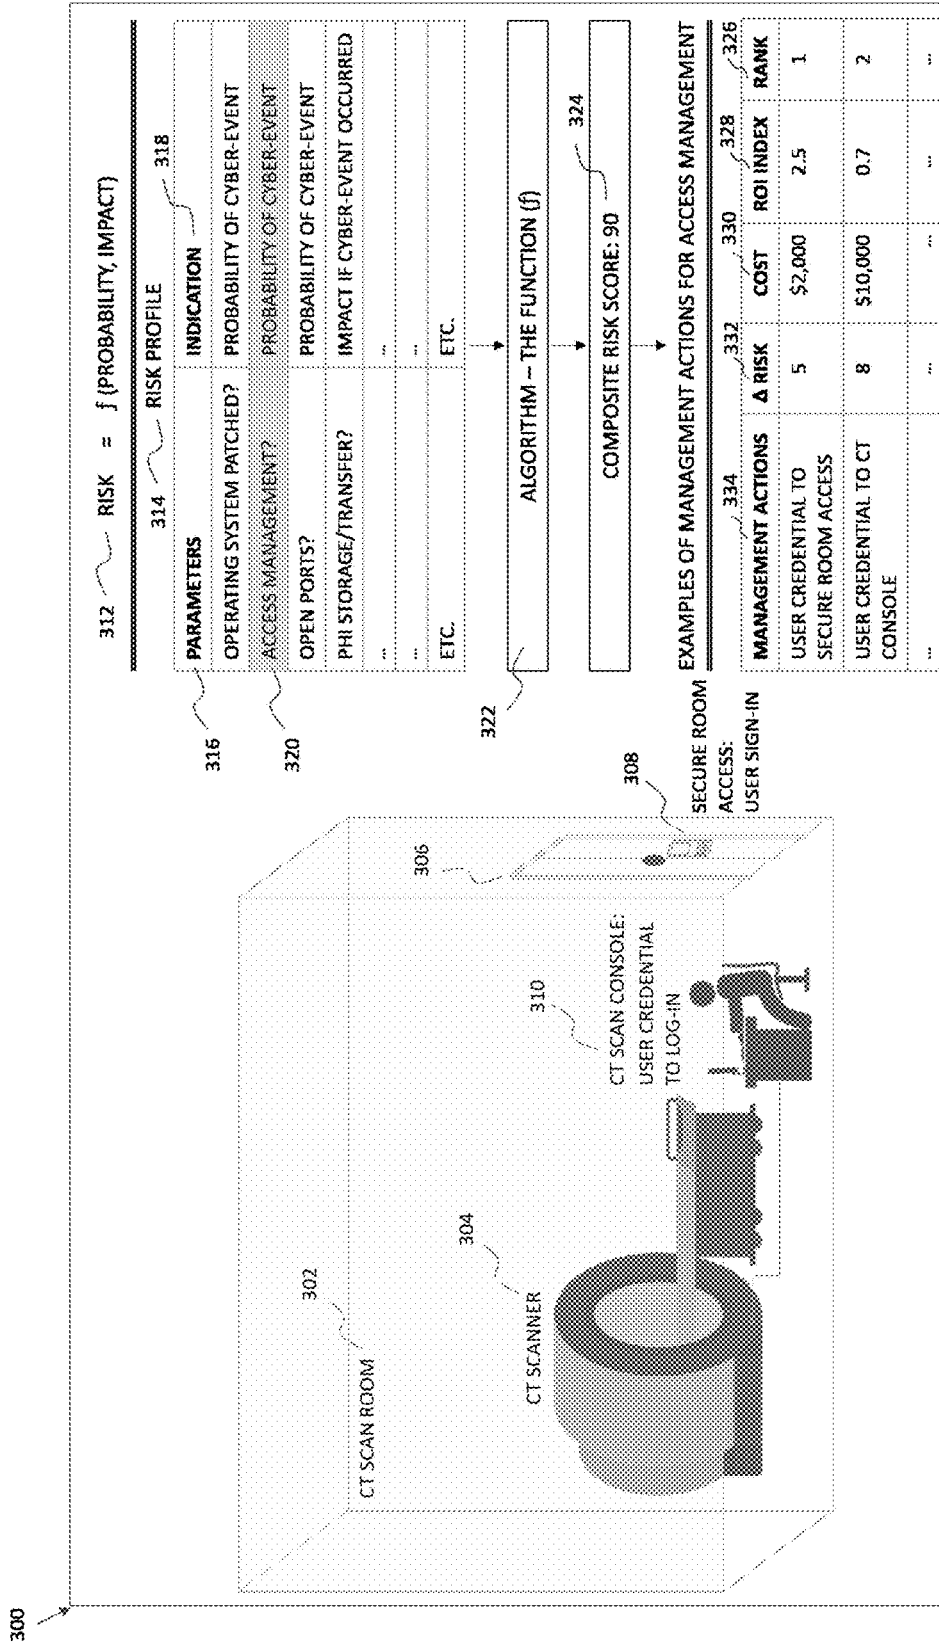 300
302
CT SCAN ROOM
304
CT SCANNER
306
310
CT SCAN CONSOLE:
USER CREDENTIAL
TO LOG-IN
308
SECURE ROOM
ACCESS:
USER SIGN-IN
312 RISK = ƒ (PROBABILITY, IMPACT)
314 RISK PROFILE 318
316
PARAMETERS INDICATION
OPERATING SYSTEM PATCHED? PROBABILITY OF CYBER-EVENT
320
ACCESS MANAGEMENT? PROBABILITY OF CYBER-EVENT
OPEN PORTS? PROBABILITY OF CYBER-EVENT
PHI STORAGE/TRANSFER? IMPACT IF CYBER-EVENT OCCURRED
... ...
... ...
ETC. ETC.
322
ALGORITHM – THE FUNCTION (ƒ)
324
COMPOSITE RISK SCORE: 90
EXAMPLES OF MANAGEMENT ACTIONS FOR ACCESS MANAGEMENT
334 332 330 328 326
MANAGEMENT ACTIONS Δ RISK COST ROI INDEX RANK
USER CREDENTIAL TO 5 $2,000 2.5 1
SECURE ROOM ACCESS
USER CREDENTIAL TO CT 8 $10,000 0.7 2
CONSOLE
... ... ... ... ...